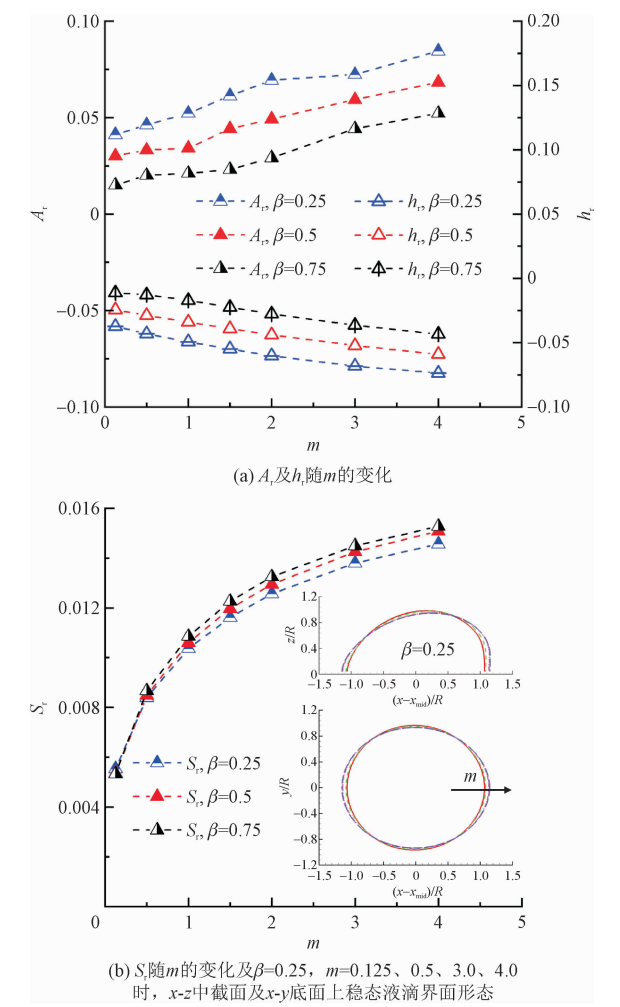 0.10
0.05
0
−0.05
−0.10
A_r
0.20
0.15
0.10
0.05
0
−0.05
−0.10
h_r
A_r, β=0.25
h_r, β=0.25
A_r, β=0.5
h_r, β=0.5
A_r, β=0.75
h_r, β=0.75
0 1 2 3 4 5
m
(a) A_r及h_r随m的变化
0.016
0.012
0.008
0.004
S_r
1.2
0.8
0.4
0
z/R
β=0.25
−1.5 −1.0 −0.5 0 0.5 1.0 1.5
(x−x_mid)/R
1.2
0.8
0.4
0
−0.4
−0.8
−1.2
y/R
m
−1.5 −1.0 −0.5 0 0.5 1.0 1.5
(x−x_mid)/R
S_r, β=0.25
S_r, β=0.5
S_r, β=0.75
0 1 2 3 4 5
m
(b) S_r随m的变化及β=0.25，m=0.125、0.5、3.0、4.0
时，x-z中截面及x-y底面上稳态液滴界面形态